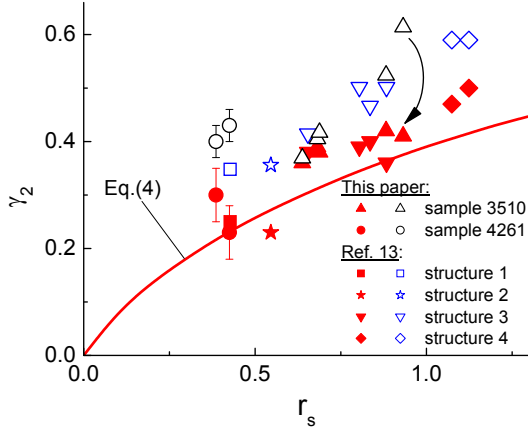 0.6
0.4
0.2
0.0
γ2
Eq.(4)
This paper:
sample 3510
sample 4261
Ref. 13:
structure 1
structure 2
structure 3
structure 4
0.0
0.5
1.0
rs